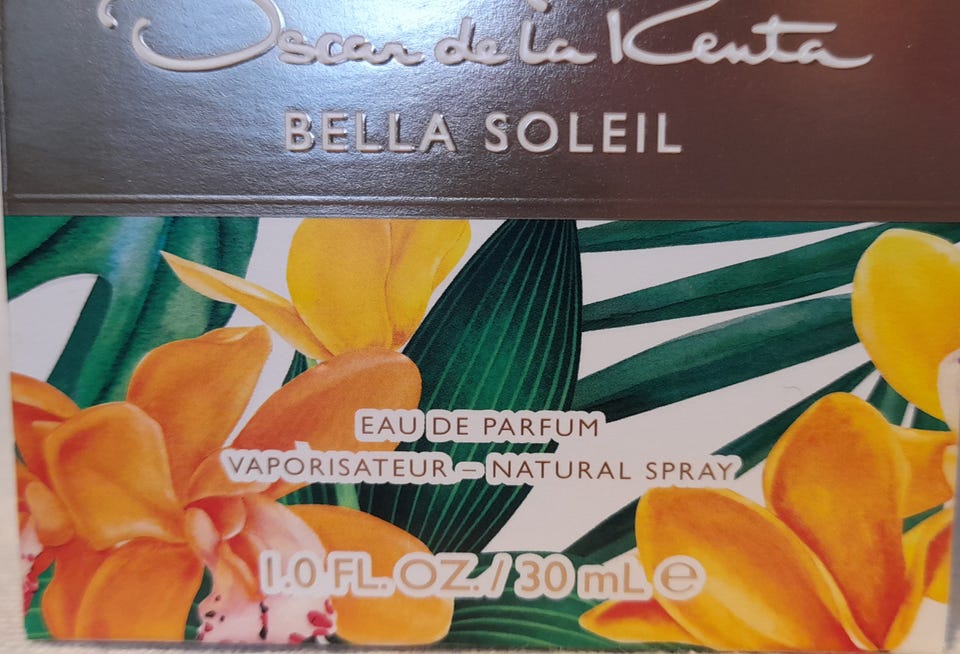 Oscar de la Renta
BELLA SOLEIL
EAU DE PARFUM
VAPORISATEUR – NATURAL SPRAY
1.0 FL. OZ. / 30 mL ℮